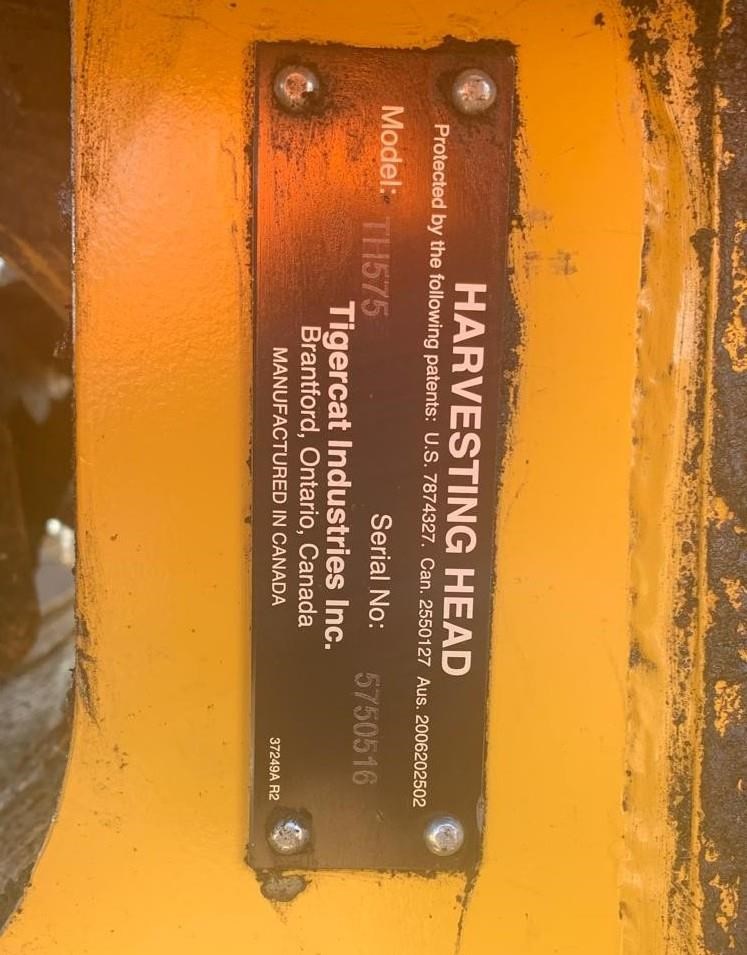 HARVESTING HEAD
Protected by the following patents: U.S. 7874327. Can. 2550127 Aus. 2006202502
Model: TH575 Serial No: 5750516
Tigercat Industries Inc.
Brantford, Ontario, Canada
MANUFACTURED IN CANADA
37249A R2